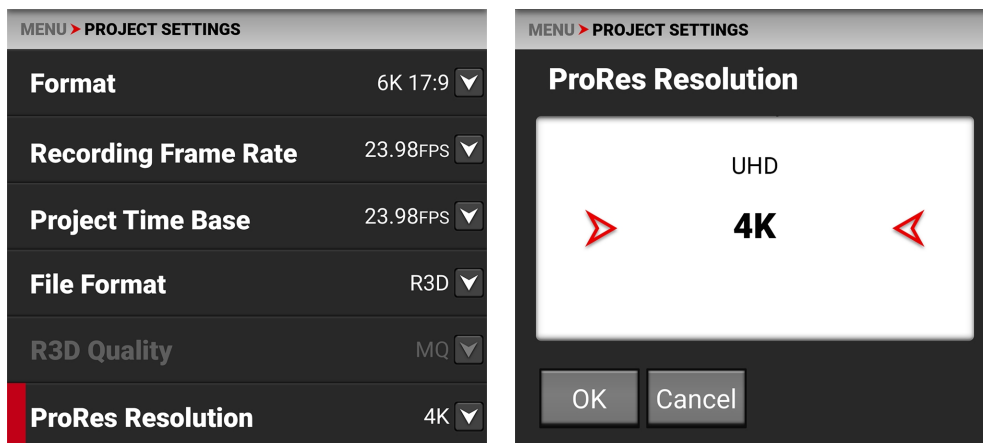 MENU ➤ PROJECT SETTINGS
Format 6K 17:9
Recording Frame Rate 23.98FPS
Project Time Base 23.98FPS
File Format R3D
R3D Quality MQ
ProRes Resolution 4K
MENU ➤ PROJECT SETTINGS
ProRes Resolution
UHD
4K
OK Cancel